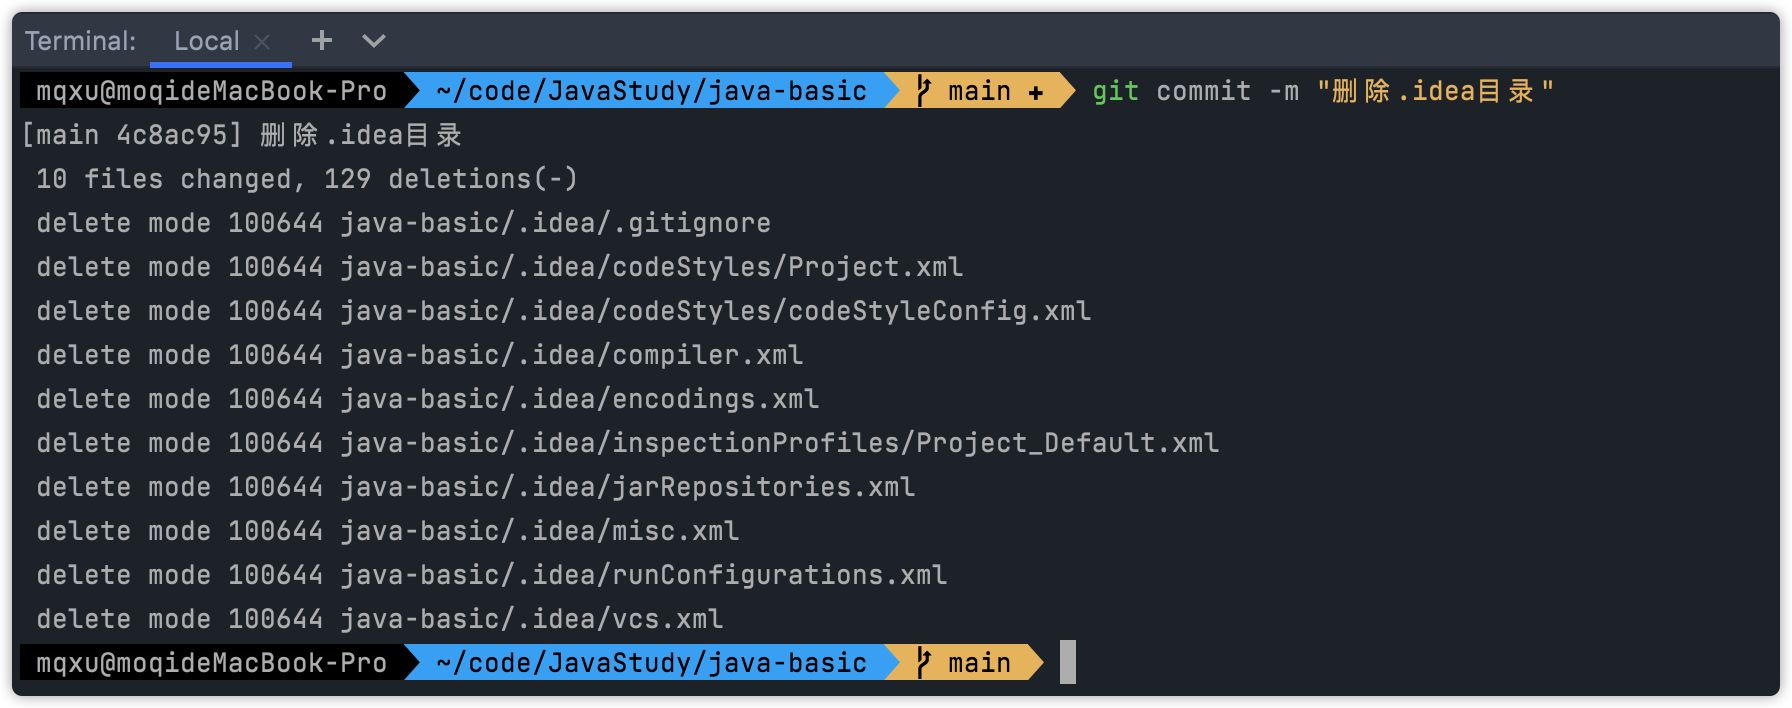 Terminal: Local × + 
mqxu@moqideMacBook-Pro ~/code/JavaStudy/java-basic main + git commit -m "删除.idea目录"
[main 4c8ac95] 删除.idea目录
10 files changed, 129 deletions(-)
delete mode 100644 java-basic/.idea/.gitignore
delete mode 100644 java-basic/.idea/codeStyles/Project.xml
delete mode 100644 java-basic/.idea/codeStyles/codeStyleConfig.xml
delete mode 100644 java-basic/.idea/compiler.xml
delete mode 100644 java-basic/.idea/encodings.xml
delete mode 100644 java-basic/.idea/inspectionProfiles/Project_Default.xml
delete mode 100644 java-basic/.idea/jarRepositories.xml
delete mode 100644 java-basic/.idea/misc.xml
delete mode 100644 java-basic/.idea/runConfigurations.xml
delete mode 100644 java-basic/.idea/vcs.xml
mqxu@moqideMacBook-Pro ~/code/JavaStudy/java-basic main